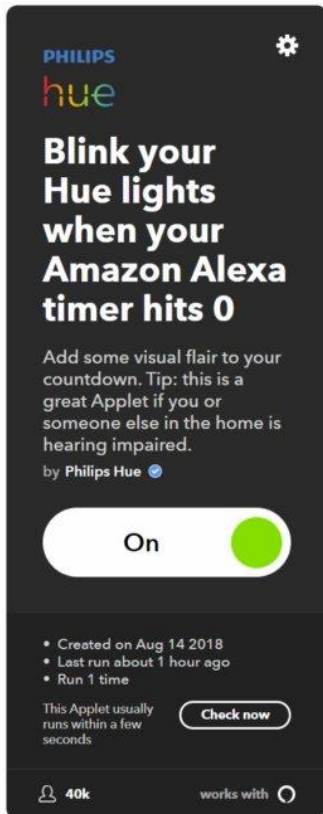 PHILIPS
hue
Blink your
Hue lights
when your
Amazon Alexa
timer hits 0
Add some visual flair to your
countdown. Tip: this is a
great Applet if you or
someone else in the home is
hearing impaired.
by Philips Hue
On
• Created on Aug 14 2018
• Last run about 1 hour ago
• Run 1 time
This Applet usually
runs within a few
seconds
Check now
40k
works with